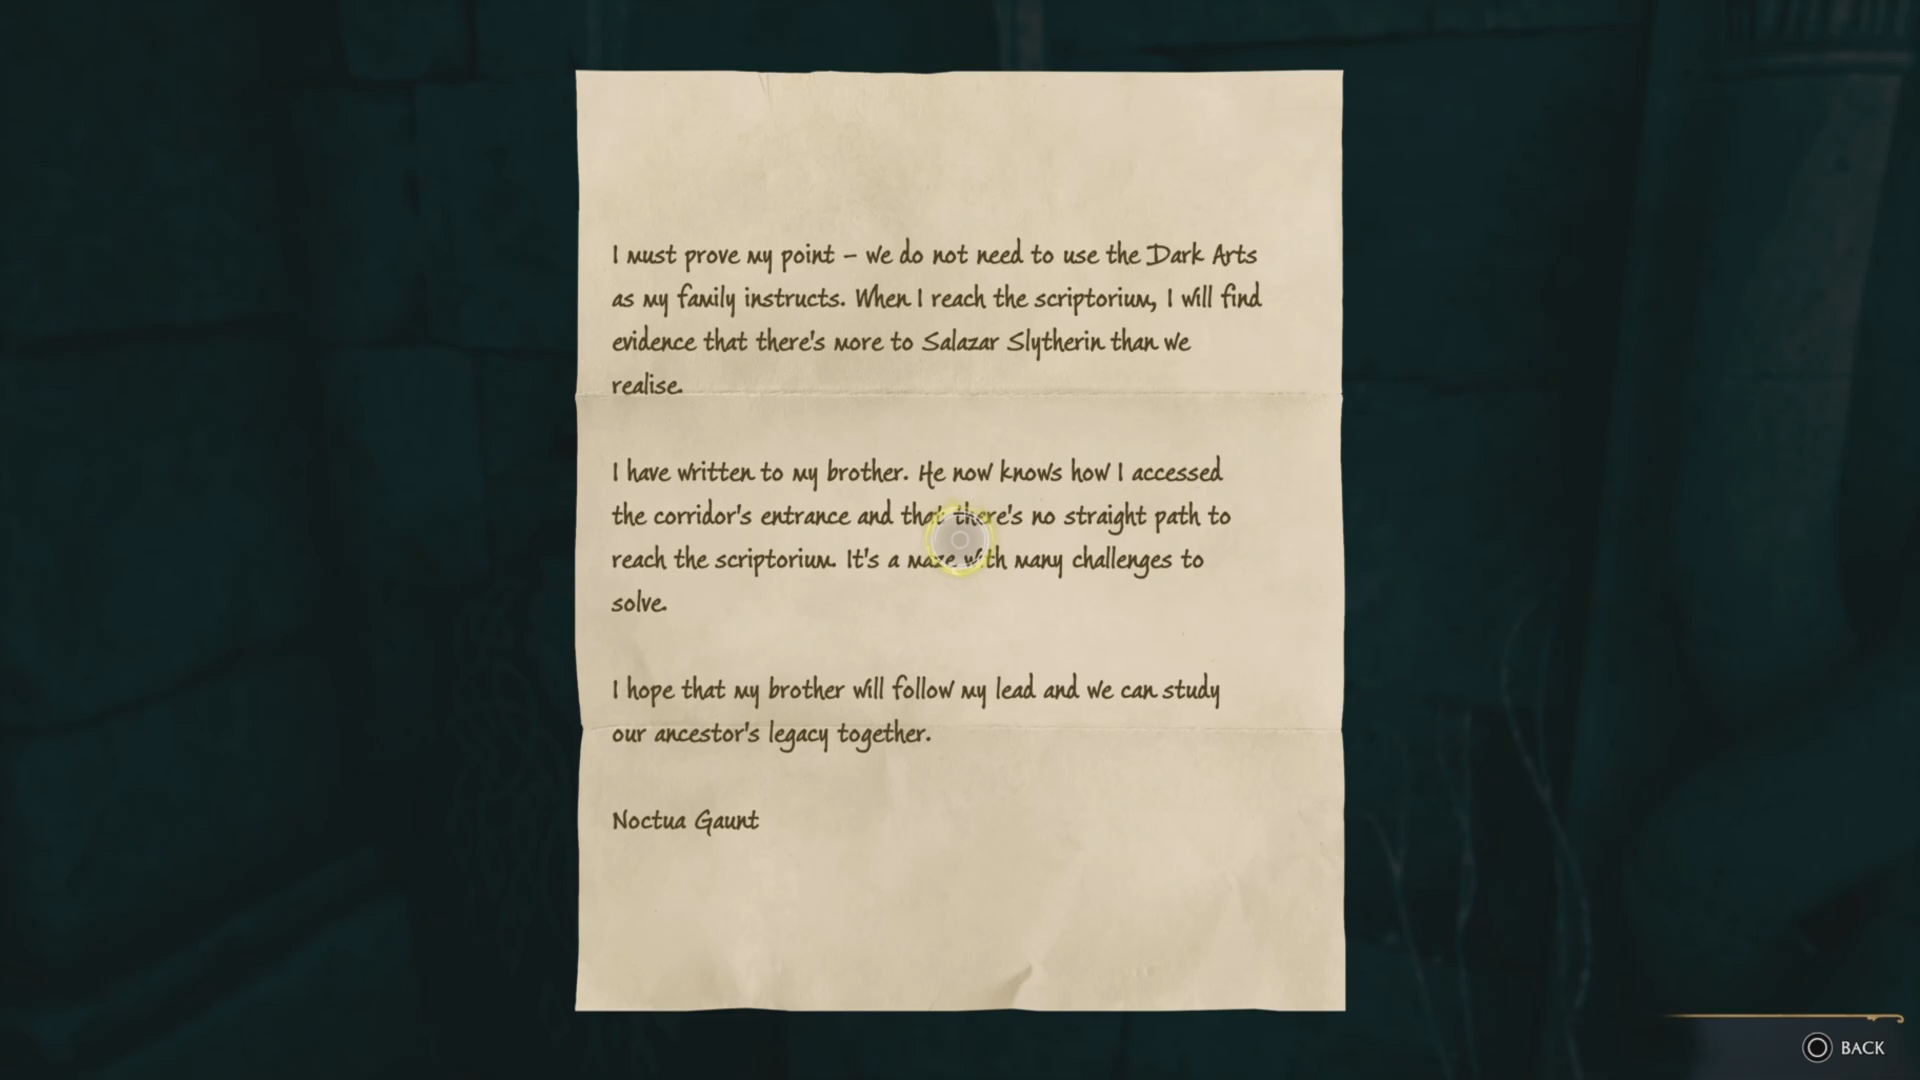 I must prove my point – we do not need to use the Dark Arts
as my family instructs. When I reach the scriptorium, I will find
evidence that there's more to Salazar Slytherin than we
realise.
I have written to my brother. He now knows how I accessed
the corridor's entrance and that there's no straight path to
reach the scriptorium. It's a maze with many challenges to
solve.
I hope that my brother will follow my lead and we can study
our ancestor's legacy together.
Noctua Gaunt
BACK